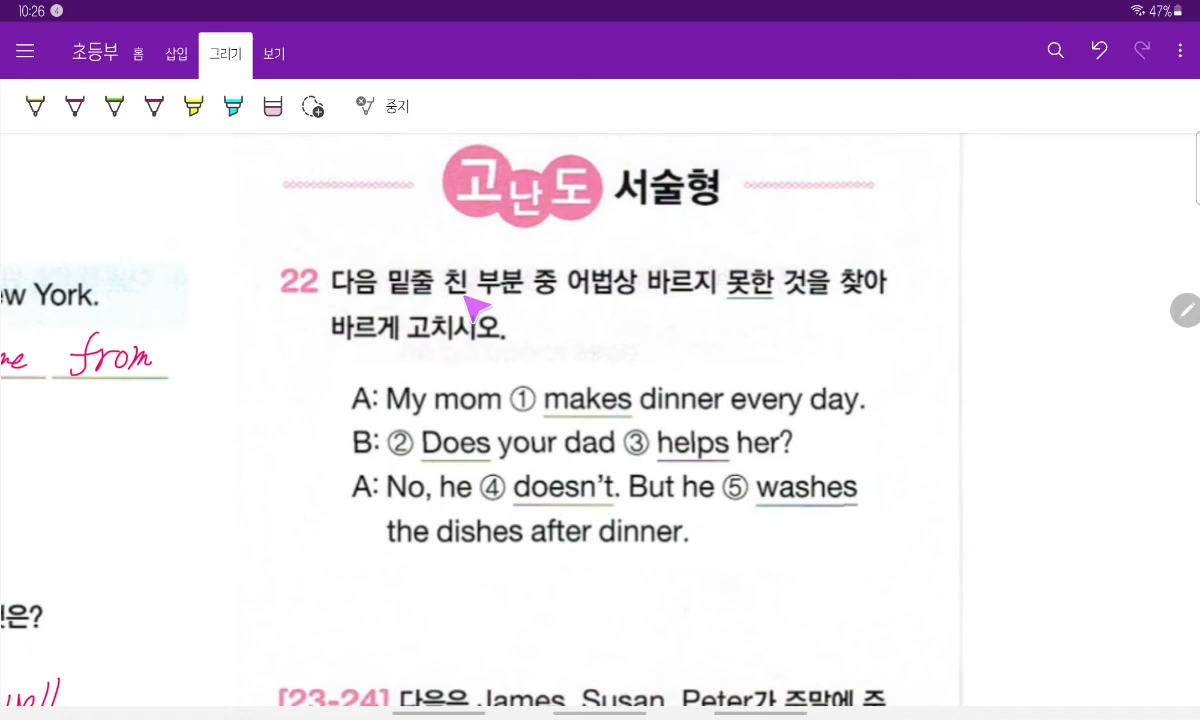 10:26 4 47%
초등부 홈 삽입 그리기 보기
중지
고난도 서술형
22 다음 밑줄 친 부분 중 어법상 바르지 못한 것을 찾아
바르게 고치시오.
ew York.
from
A: My mom ① makes dinner every day.
B: ② Does your dad ③ helps her?
A: No, he ④ doesn't. But he ⑤ washes
the dishes after dinner.
은?
[23-24] 다음은 James, Susan, Peter가 주말에 주